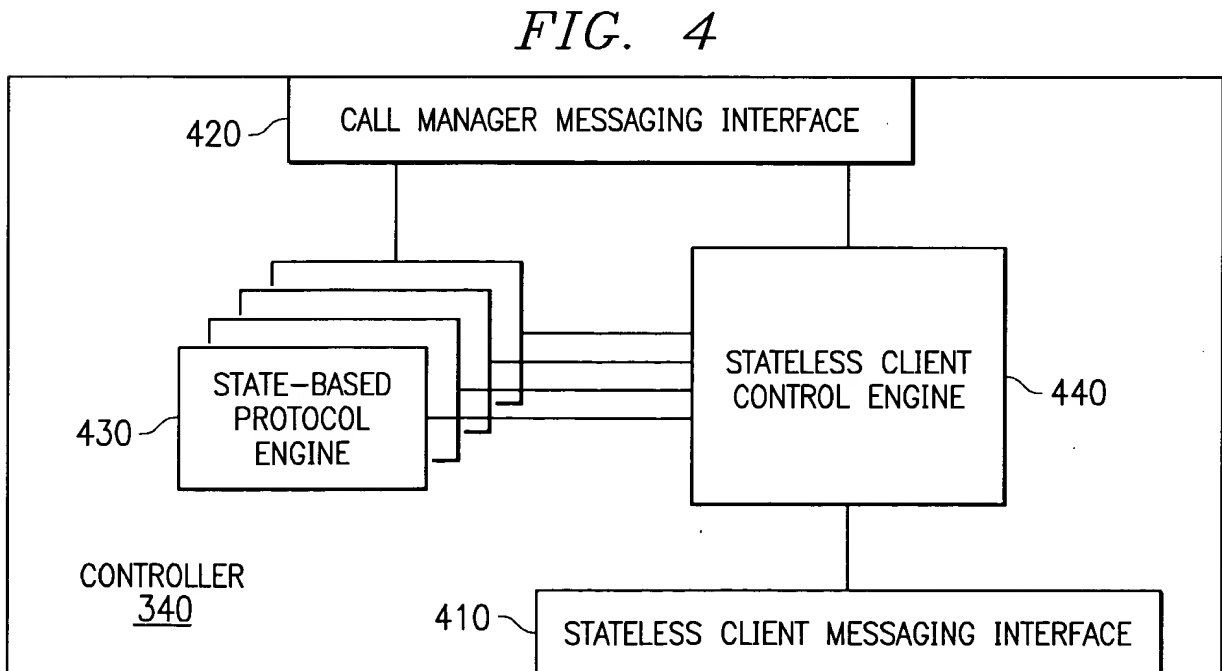 FIG. 4
420
CALL MANAGER MESSAGING INTERFACE
STATE-BASED
PROTOCOL
ENGINE
430
STATELESS CLIENT
CONTROL ENGINE
440
CONTROLLER
340
410
STATELESS CLIENT MESSAGING INTERFACE